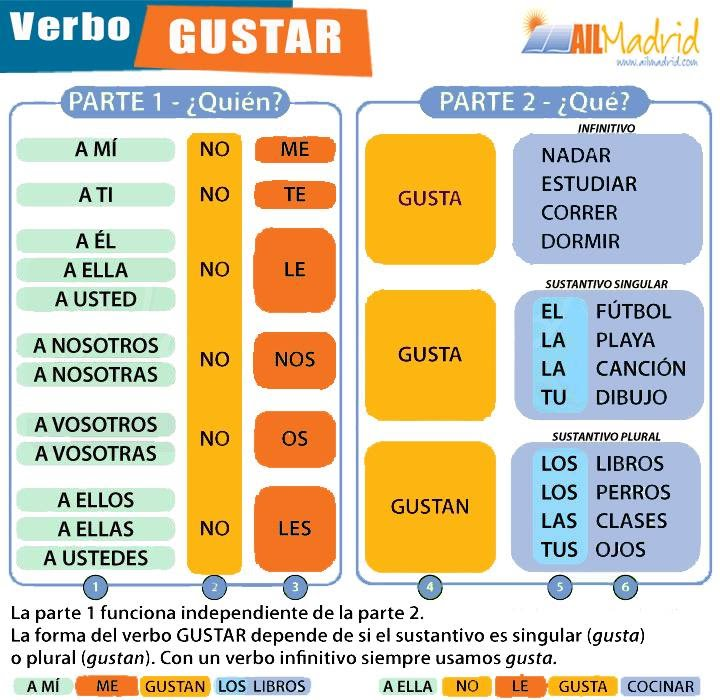 Verbo
GUSTAR
AILMadrid
www.ailmadrid.com
PARTE 1 - ¿Quién?
A MÍ NO ME
A TI NO TE
A ÉL
A ELLA NO LE
A USTED
A NOSOTROS
A NOSOTRAS
NO NOS
A VOSOTROS
A VOSOTRAS
NO OS
A ELLOS
A ELLAS NO LES
A USTEDES
1 2 3
PARTE 2 - ¿Qué?
INFINITIVO
GUSTA
NADAR
ESTUDIAR
CORRER
DORMIR
SUSTANTIVO SINGULAR
GUSTA
EL FÚTBOL
LA PLAYA
LA CANCIÓN
TU DIBUJO
SUSTANTIVO PLURAL
GUSTAN
LOS LIBROS
LOS PERROS
LAS CLASES
TUS OJOS
4 5 6
La parte 1 funciona independiente de la parte 2.
La forma del verbo GUSTAR depende de si el sustantivo es singular (gusta)
o plural (gustan). Con un verbo infinitivo siempre usamos gusta.
A MÍ ME GUSTAN LOS LIBROS
A ELLA NO LE GUSTA COCINAR